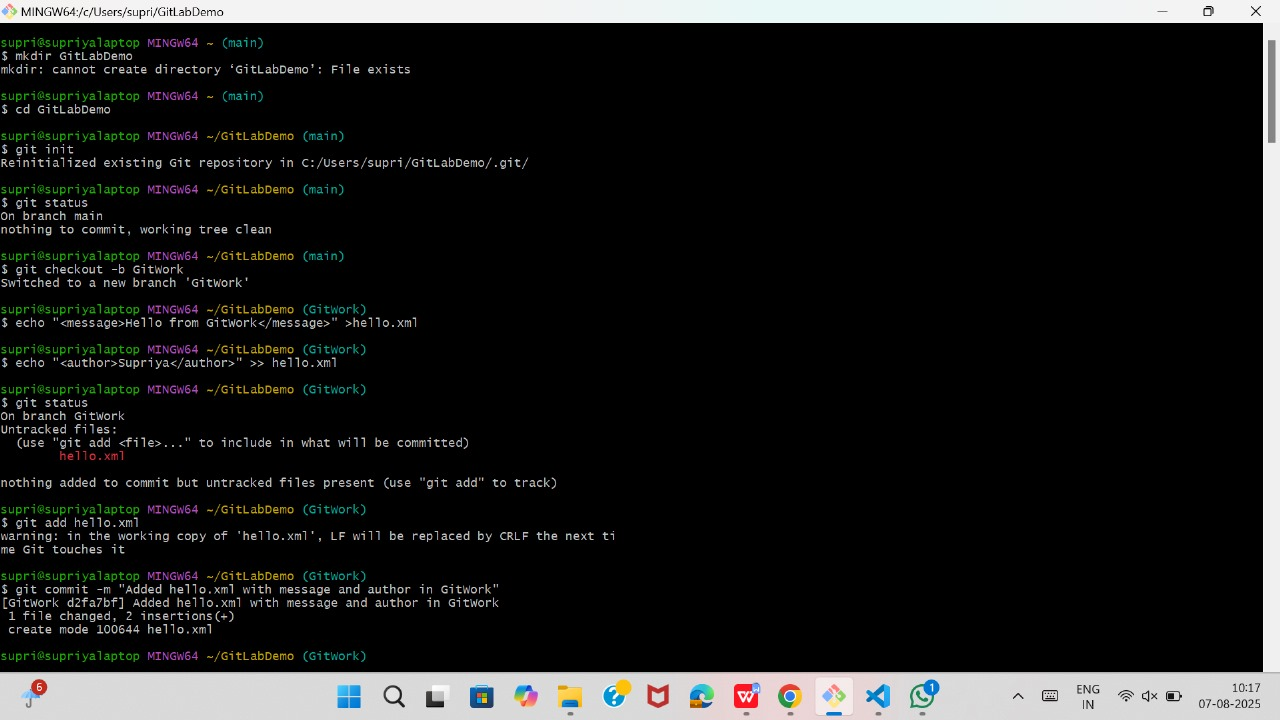 MINGW64:/c/Users/supri/GitLabDemo
supri@supriyalaptop MINGW64 ~ (main)
$ mkdir GitLabDemo
mkdir: cannot create directory ‘GitLabDemo’: File exists
supri@supriyalaptop MINGW64 ~ (main)
$ cd GitLabDemo
supri@supriyalaptop MINGW64 ~/GitLabDemo (main)
$ git init
Reinitialized existing Git repository in C:/Users/supri/GitLabDemo/.git/
supri@supriyalaptop MINGW64 ~/GitLabDemo (main)
$ git status
On branch main
nothing to commit, working tree clean
supri@supriyalaptop MINGW64 ~/GitLabDemo (main)
$ git checkout -b GitWork
Switched to a new branch 'GitWork'
supri@supriyalaptop MINGW64 ~/GitLabDemo (GitWork)
$ echo "<message>Hello from GitWork</message>" >hello.xml
supri@supriyalaptop MINGW64 ~/GitLabDemo (GitWork)
$ echo "<author>Supriya</author>" >> hello.xml
supri@supriyalaptop MINGW64 ~/GitLabDemo (GitWork)
$ git status
On branch GitWork
Untracked files:
  (use "git add <file>..." to include in what will be committed)
        hello.xml
nothing added to commit but untracked files present (use "git add" to track)
supri@supriyalaptop MINGW64 ~/GitLabDemo (GitWork)
$ git add hello.xml
warning: in the working copy of 'hello.xml', LF will be replaced by CRLF the next ti
me Git touches it
supri@supriyalaptop MINGW64 ~/GitLabDemo (GitWork)
$ git commit -m "Added hello.xml with message and author in GitWork"
[GitWork d2fa7bf] Added hello.xml with message and author in GitWork
 1 file changed, 2 insertions(+)
 create mode 100644 hello.xml
supri@supriyalaptop MINGW64 ~/GitLabDemo (GitWork)
6
1
ENG
IN
10:17
07-08-2025